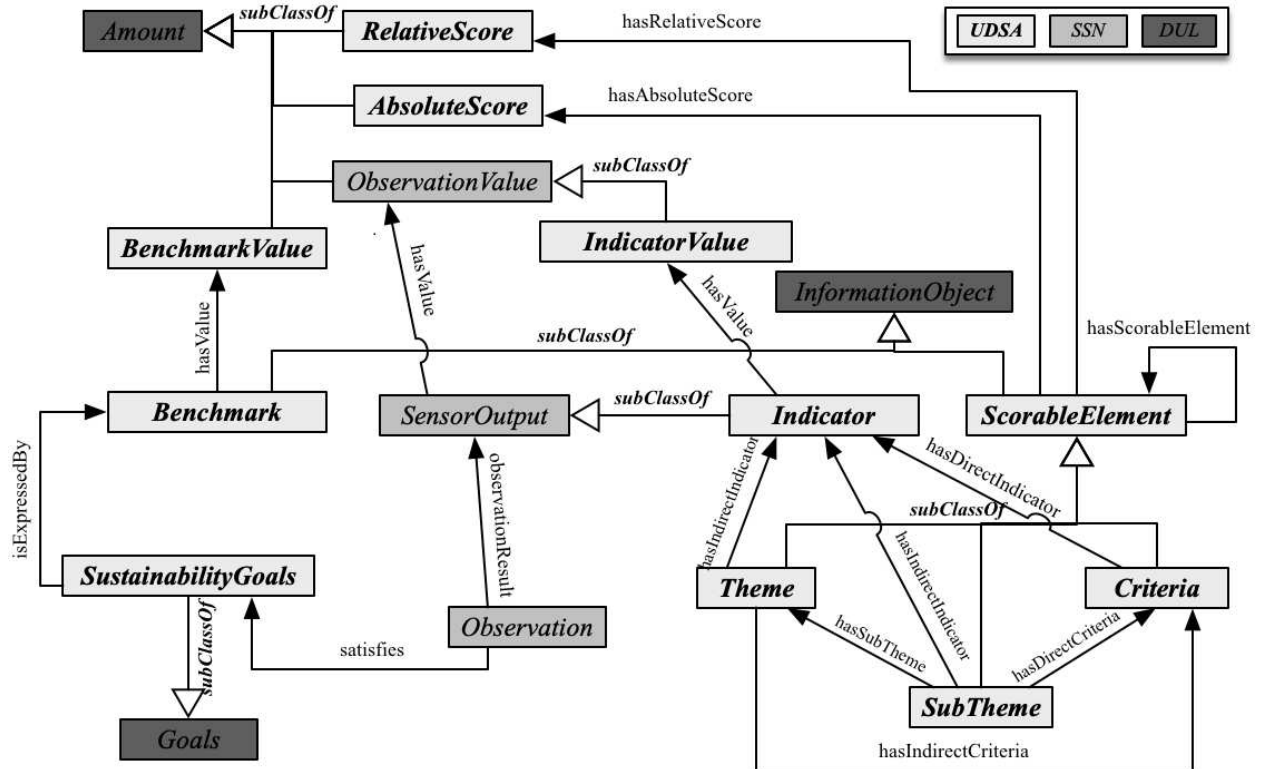 subClassOf
Amount
RelativeScore
hasRelativeScore
UDSA
SSN
DUL
AbsoluteScore
hasAbsoluteScore
ObservationValue
subClassOf
BenchmarkValue
IndicatorValue
hasValue
hasValue
hasValue
InformationObject
subClassOf
hasScorableElement
Benchmark
SensorOutput
subClassOf
Indicator
ScorableElement
isExpressedBy
observationResult
hasIndirectIndicator
hasDirectIndicator
subClassOf
hasIndirectIndicator
SustainabilityGoals
Theme
Criteria
subClassOf
Observation
satisfies
hasSubTheme
hasDirectCriteria
SubTheme
Goals
hasIndirectCriteria